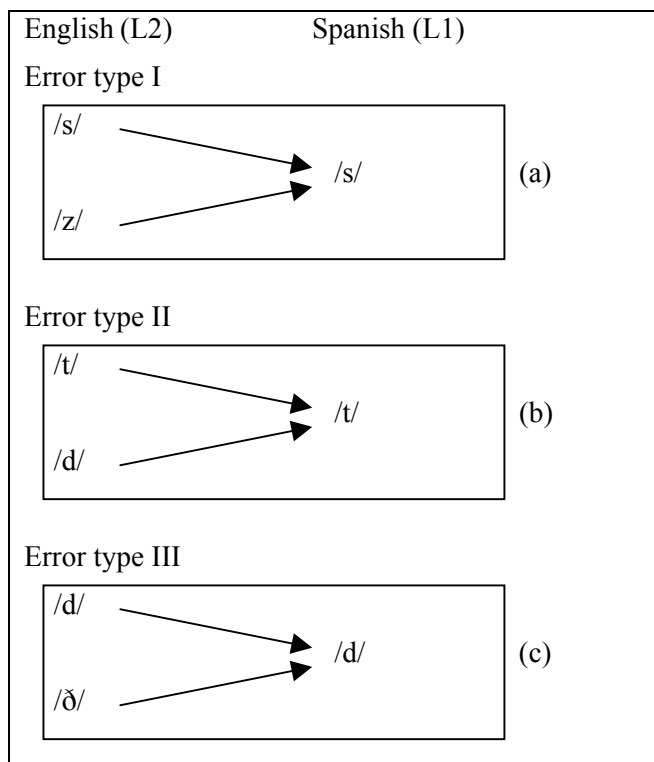 English (L2) Spanish (L1)
Error type I
/s/
/s/ (a)
/z/
Error type II
/t/
/t/ (b)
/d/
Error type III
/d/
/d/ (c)
/ð/